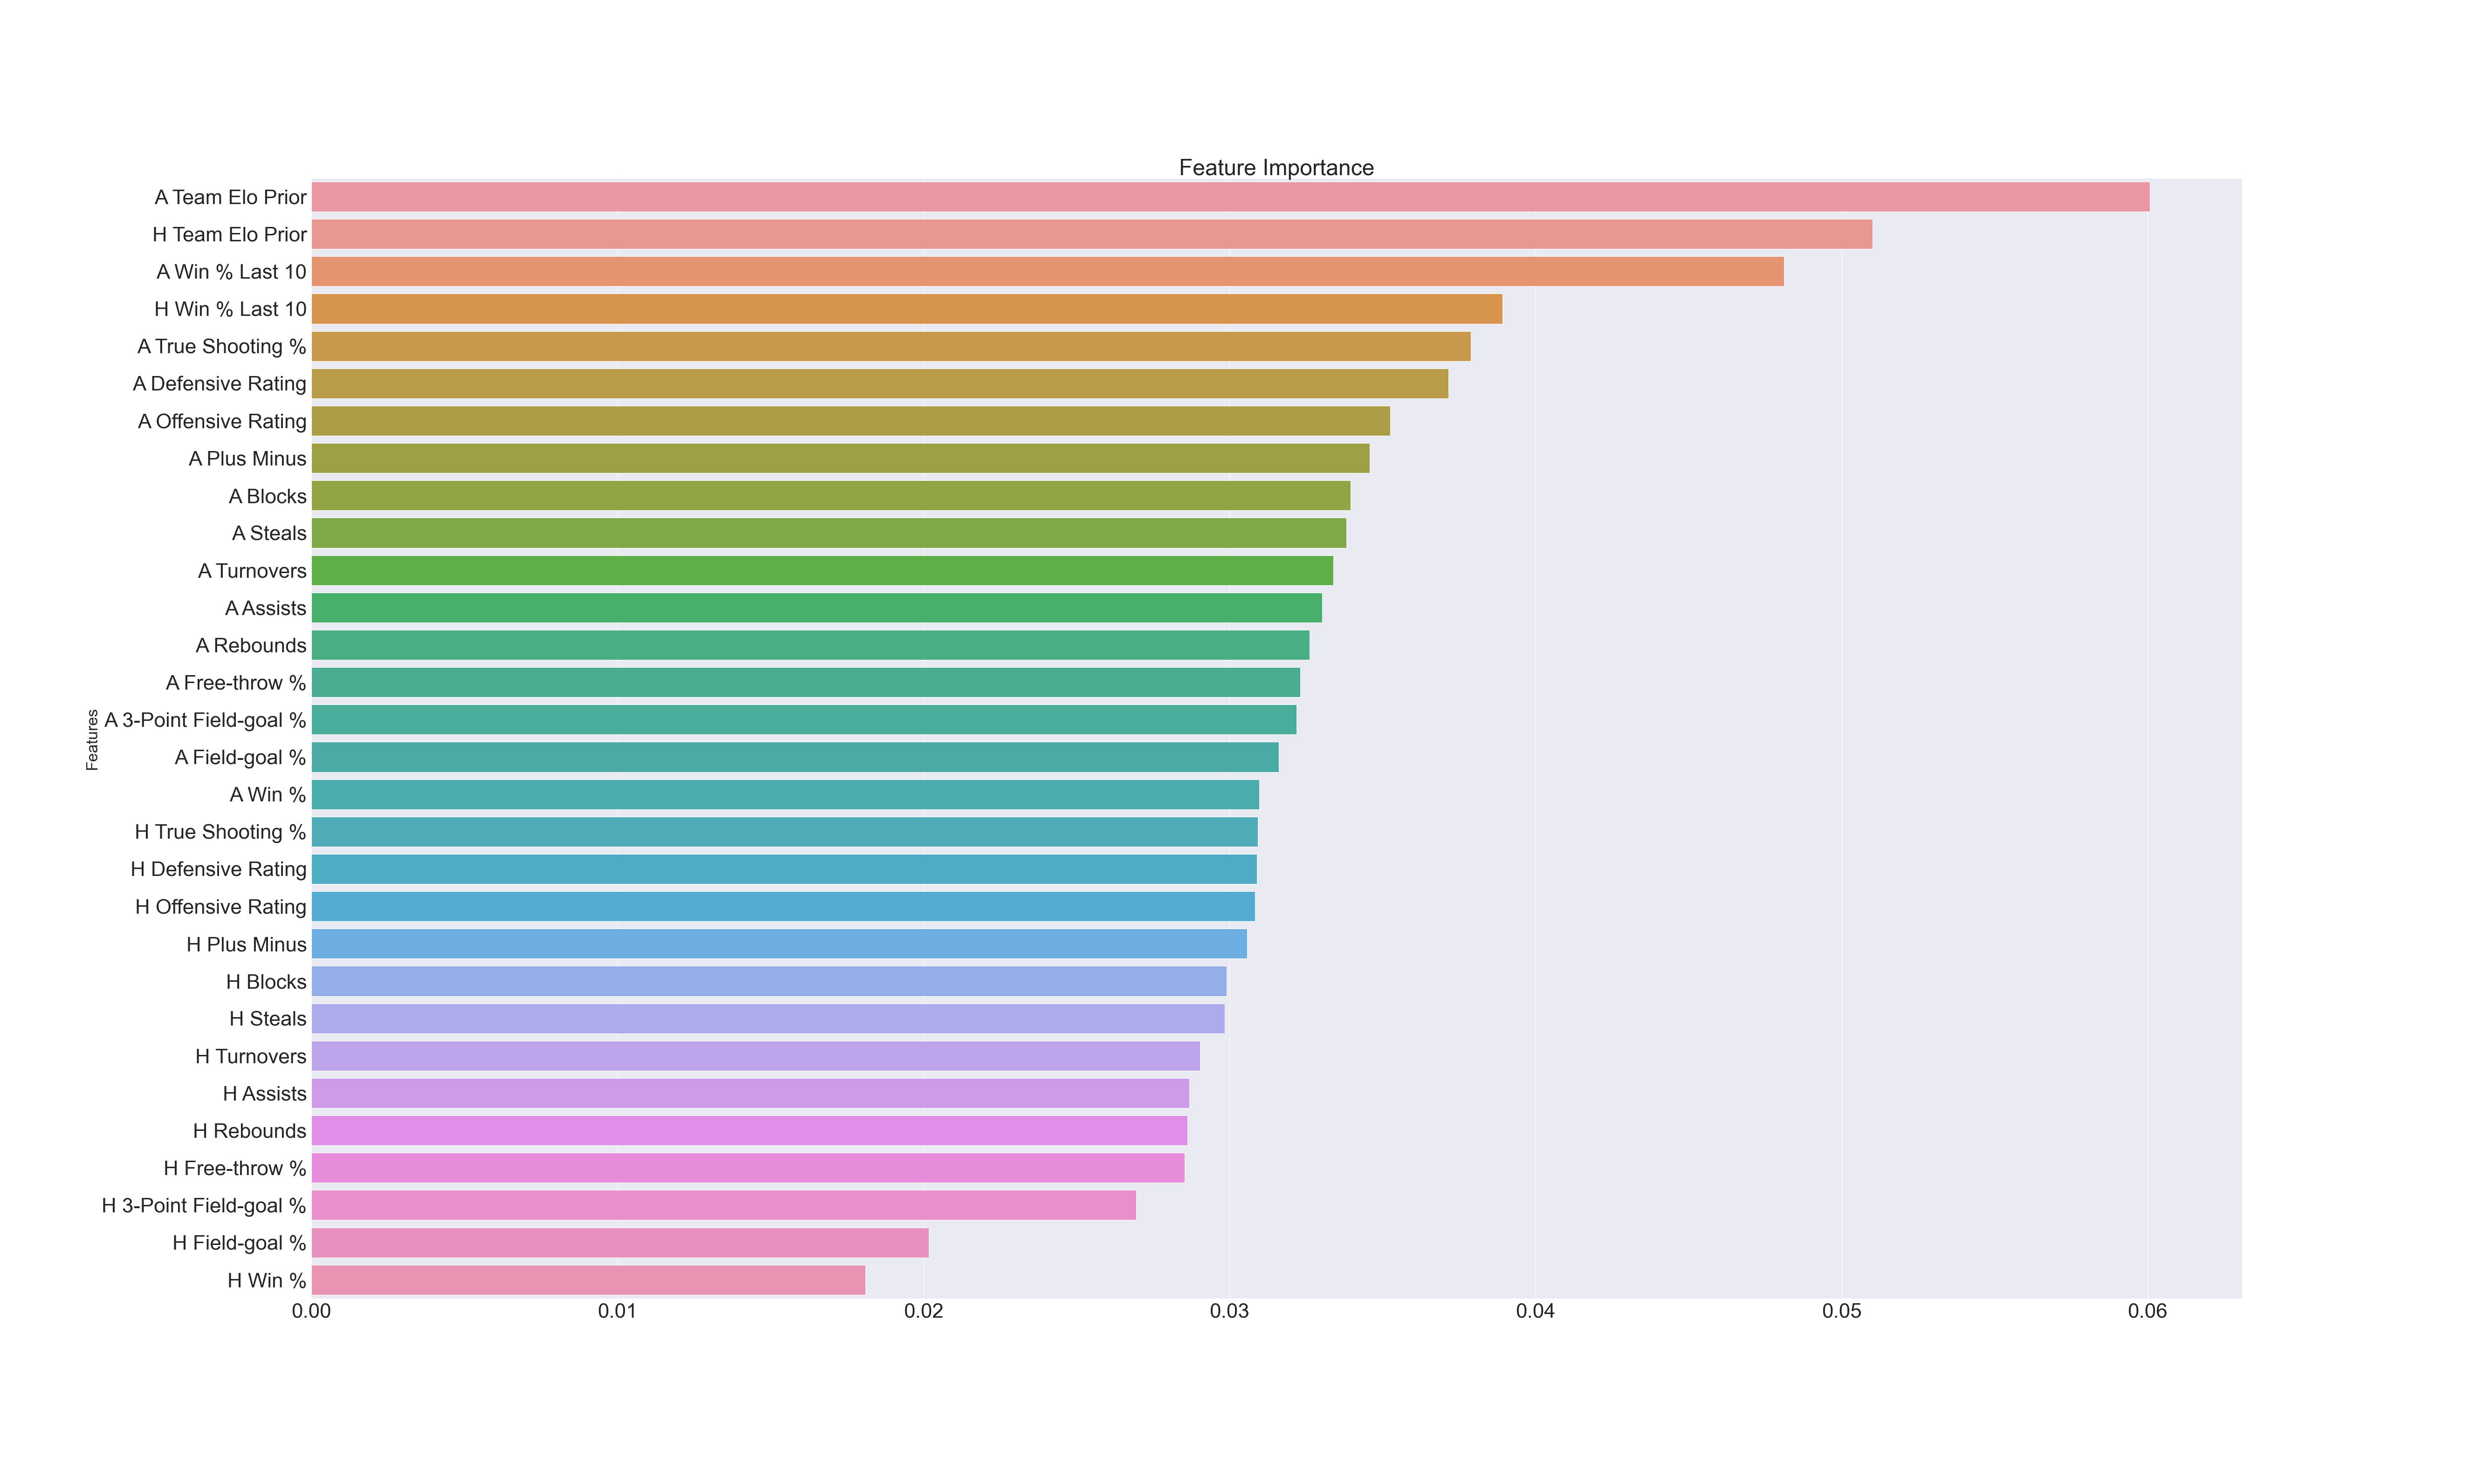 Feature Importance
A Team Elo Prior
H Team Elo Prior
A Win % Last 10
H Win % Last 10
A True Shooting %
A Defensive Rating
A Offensive Rating
A Plus Minus
A Blocks
A Steals
A Turnovers
A Assists
A Rebounds
A Free-throw %
A 3-Point Field-goal %
A Field-goal %
A Win %
H True Shooting %
H Defensive Rating
H Offensive Rating
H Plus Minus
H Blocks
H Steals
H Turnovers
H Assists
H Rebounds
H Free-throw %
H 3-Point Field-goal %
H Field-goal %
H Win %
Features
0.00 0.01 0.02 0.03 0.04 0.05 0.06